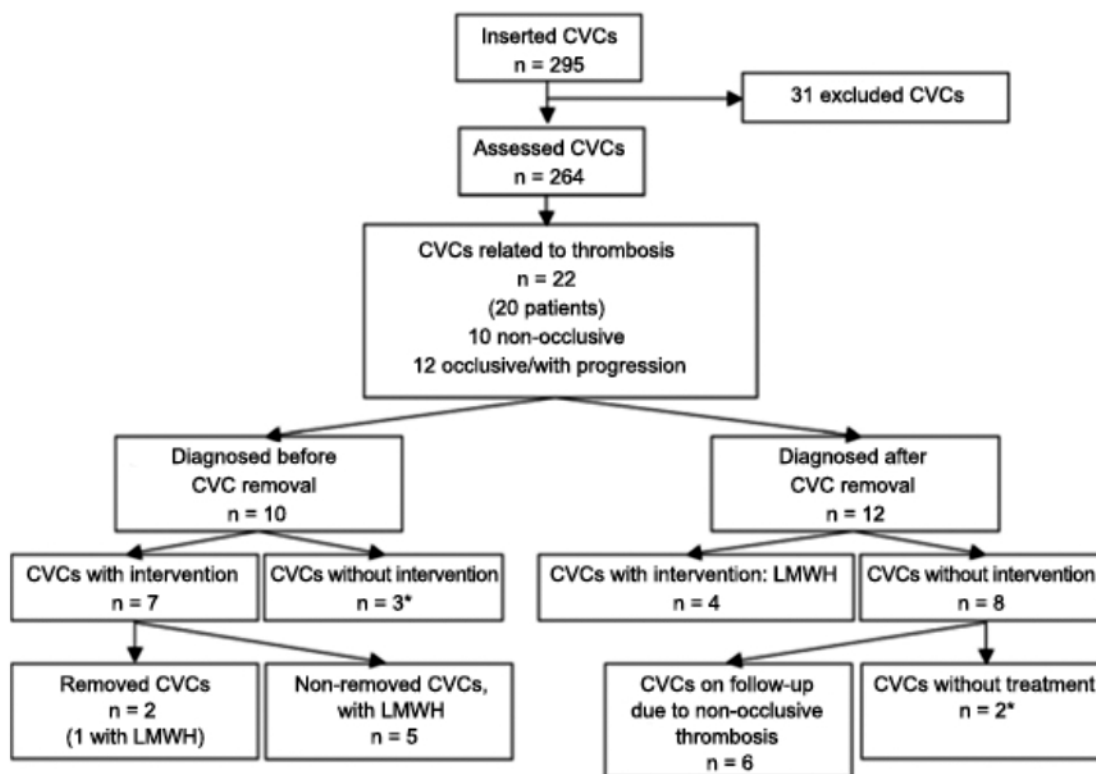 Inserted CVCs
n = 295
31 excluded CVCs
Assessed CVCs
n = 264
CVCs related to thrombosis
n = 22
(20 patients)
10 non-occlusive
12 occlusive/with progression
Diagnosed before
CVC removal
n = 10
Diagnosed after
CVC removal
n = 12
CVCs with intervention
n = 7
CVCs without intervention
n = 3*
CVCs with intervention: LMWH
n = 4
CVCs without intervention
n = 8
Removed CVCs
n = 2
(1 with LMWH)
Non-removed CVCs,
with LMWH
n = 5
CVCs on follow-up
due to non-occlusive
thrombosis
n = 6
CVCs without treatment
n = 2*